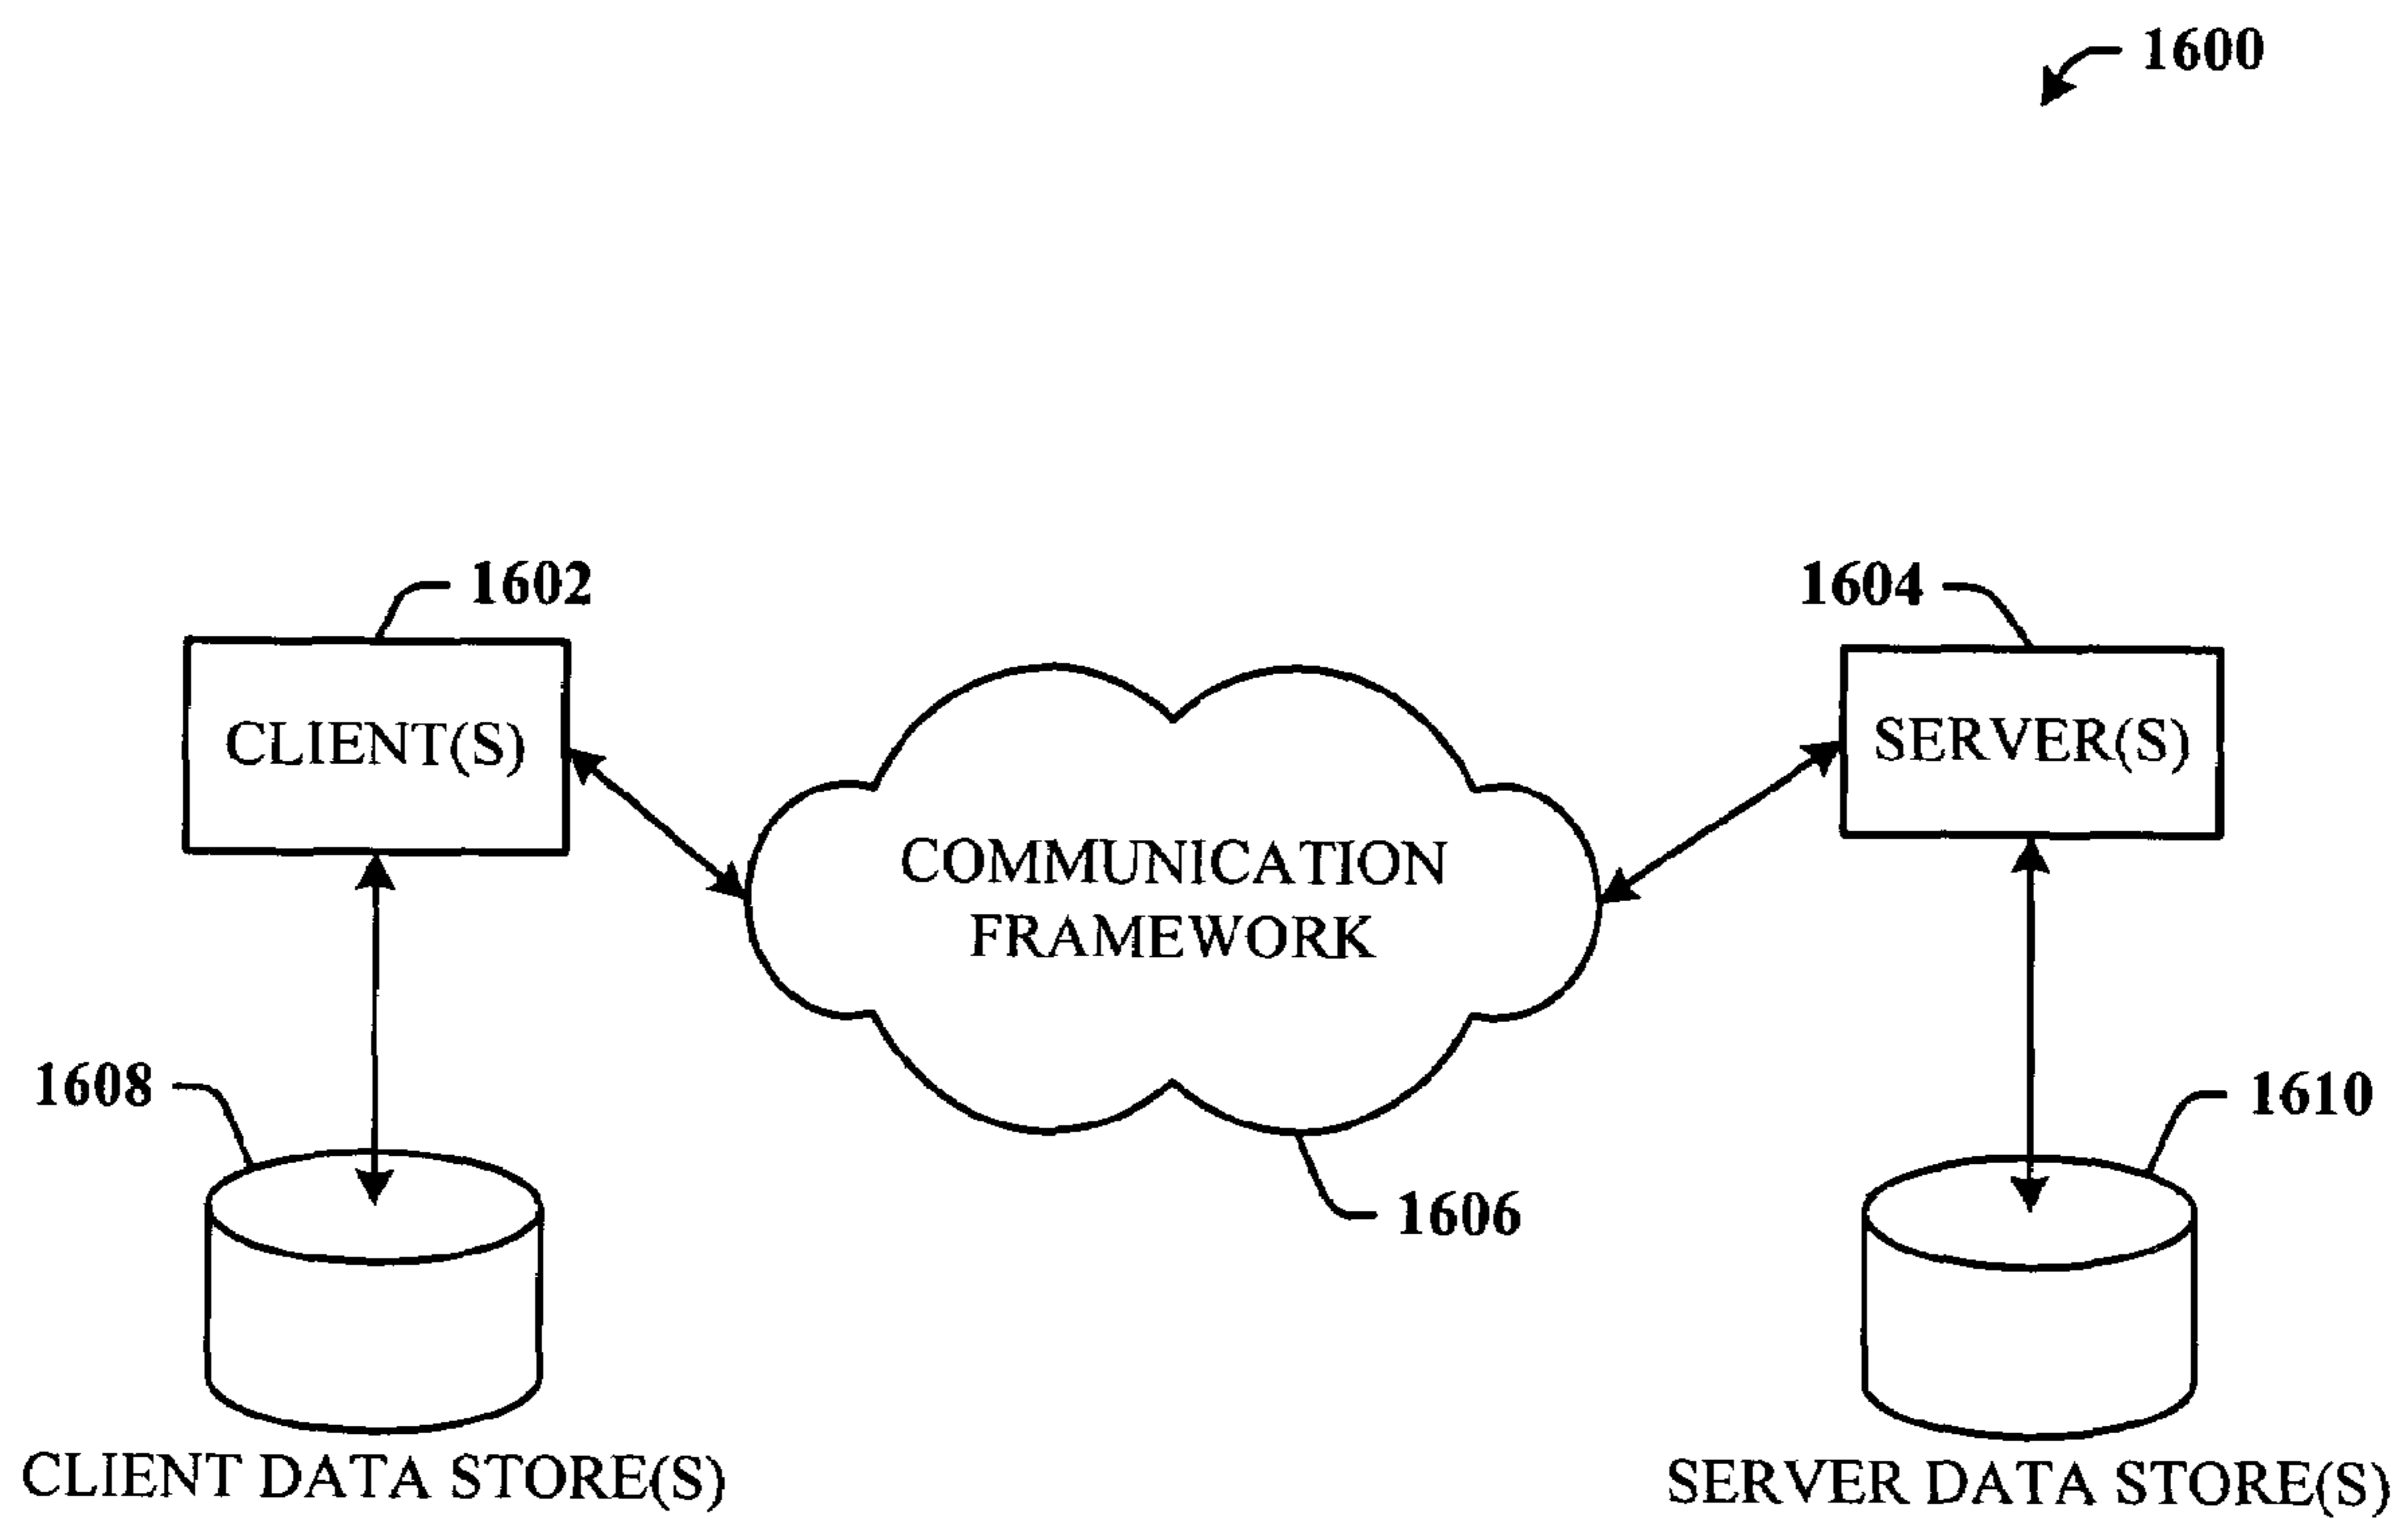 1600
1602
1604
CLIENT(S)
SERVER(S)
COMMUNICATION
FRAMEWORK
1608
1610
1606
CLIENT DATA STORE(S)
SERVER DATA STORE(S)